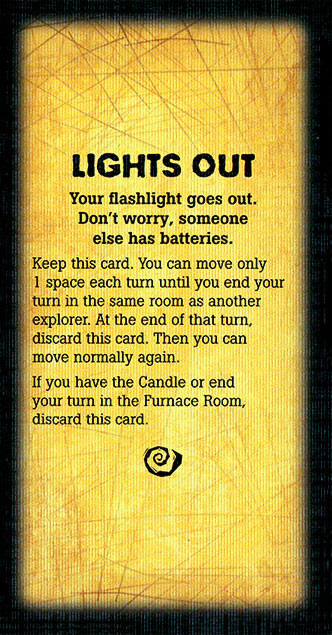 LIGHTS OUT
Your flashlight goes out.
Don't worry, someone
else has batteries.
Keep this card. You can move only
1 space each turn until you end your
turn in the same room as another
explorer. At the end of that turn,
discard this card. Then you can
move normally again.
If you have the Candle or end
your turn in the Furnace Room,
discard this card.